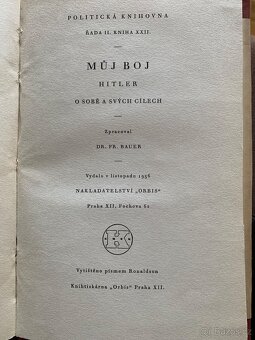 POLITICKÁ KNIHOVNA
ŘADA II. KNIHA XXII.
MŮJ BOJ
HITLER
O SOBĚ A SVÝCH CÍLECH
Zpracoval
DR. FR. BAUER
Vydalo v listopadu 1936
NAKLADATELSTVÍ „ORBIS“
Praha XII. Fochova 62
Vytištěno písmem Ronaldson
Knihtiskárna „Orbis“ Praha XII.